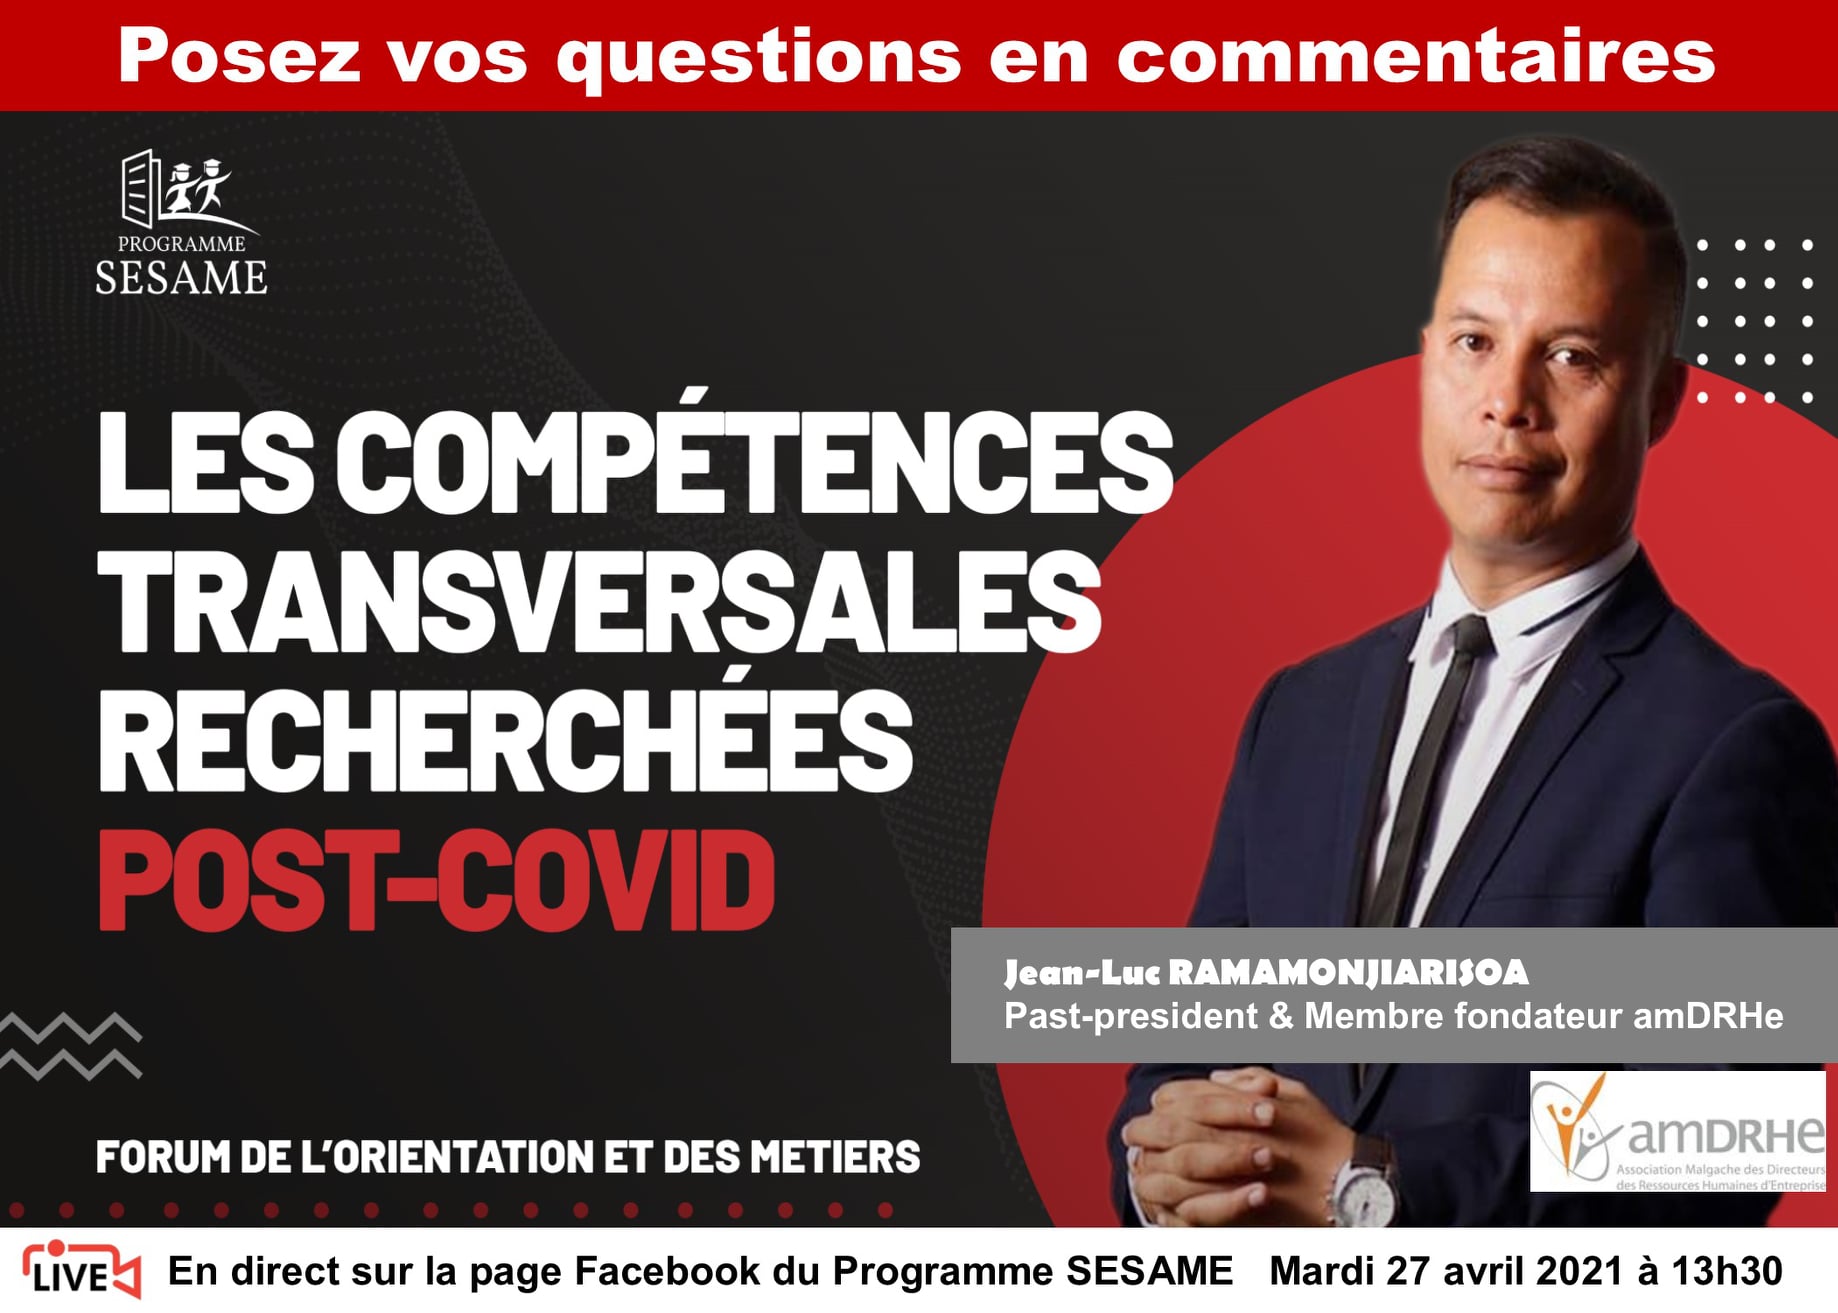 Posez vos questions en commentaires
PROGRAMME
SESAME
LES COMPÉTENCES
TRANSVERSALES
RECHERCHÉES
POST-COVID
Jean-Luc RAMAMONJIARISOA
Past-president & Membre fondateur amDRHe
amDRHe
Association Malgache des Directeurs
des Ressources Humaines d'Entreprise
FORUM DE L'ORIENTATION ET DES METIERS
LIVE En direct sur la page Facebook du Programme SESAME Mardi 27 avril 2021 à 13h30